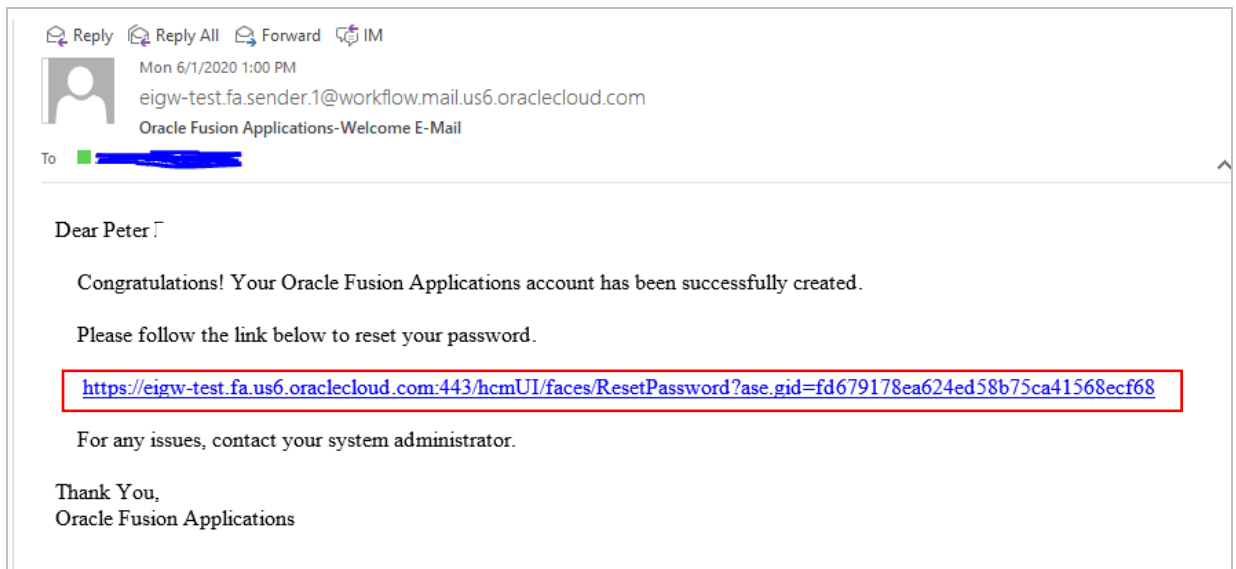 Reply Reply All Forward IM
Mon 6/1/2020 1:00 PM
eigw-test.fa.sender.1@workflow.mail.us6.oraclecloud.com
Oracle Fusion Applications-Welcome E-Mail
To
Dear Peter
Congratulations! Your Oracle Fusion Applications account has been successfully created.
Please follow the link below to reset your password.
https://eigw-test.fa.us6.oraclecloud.com:443/hcmUI/faces/ResetPassword?ase.gid=fd679178ea624ed58b75ca41568ecf68
For any issues, contact your system administrator.
Thank You,
Oracle Fusion Applications